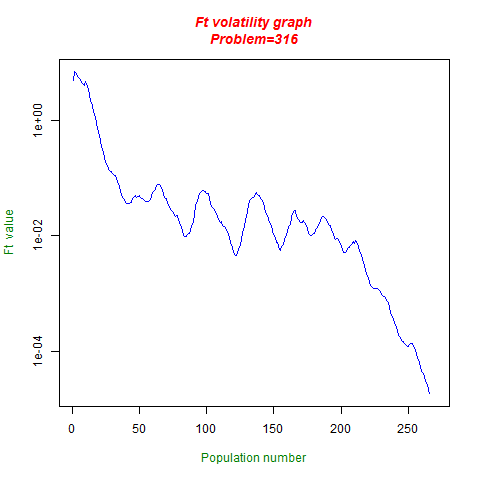 Ft volatility graph
Problem=316
Ft value
1e+00
1e-02
1e-04
0 50 100 150 200 250
Population number